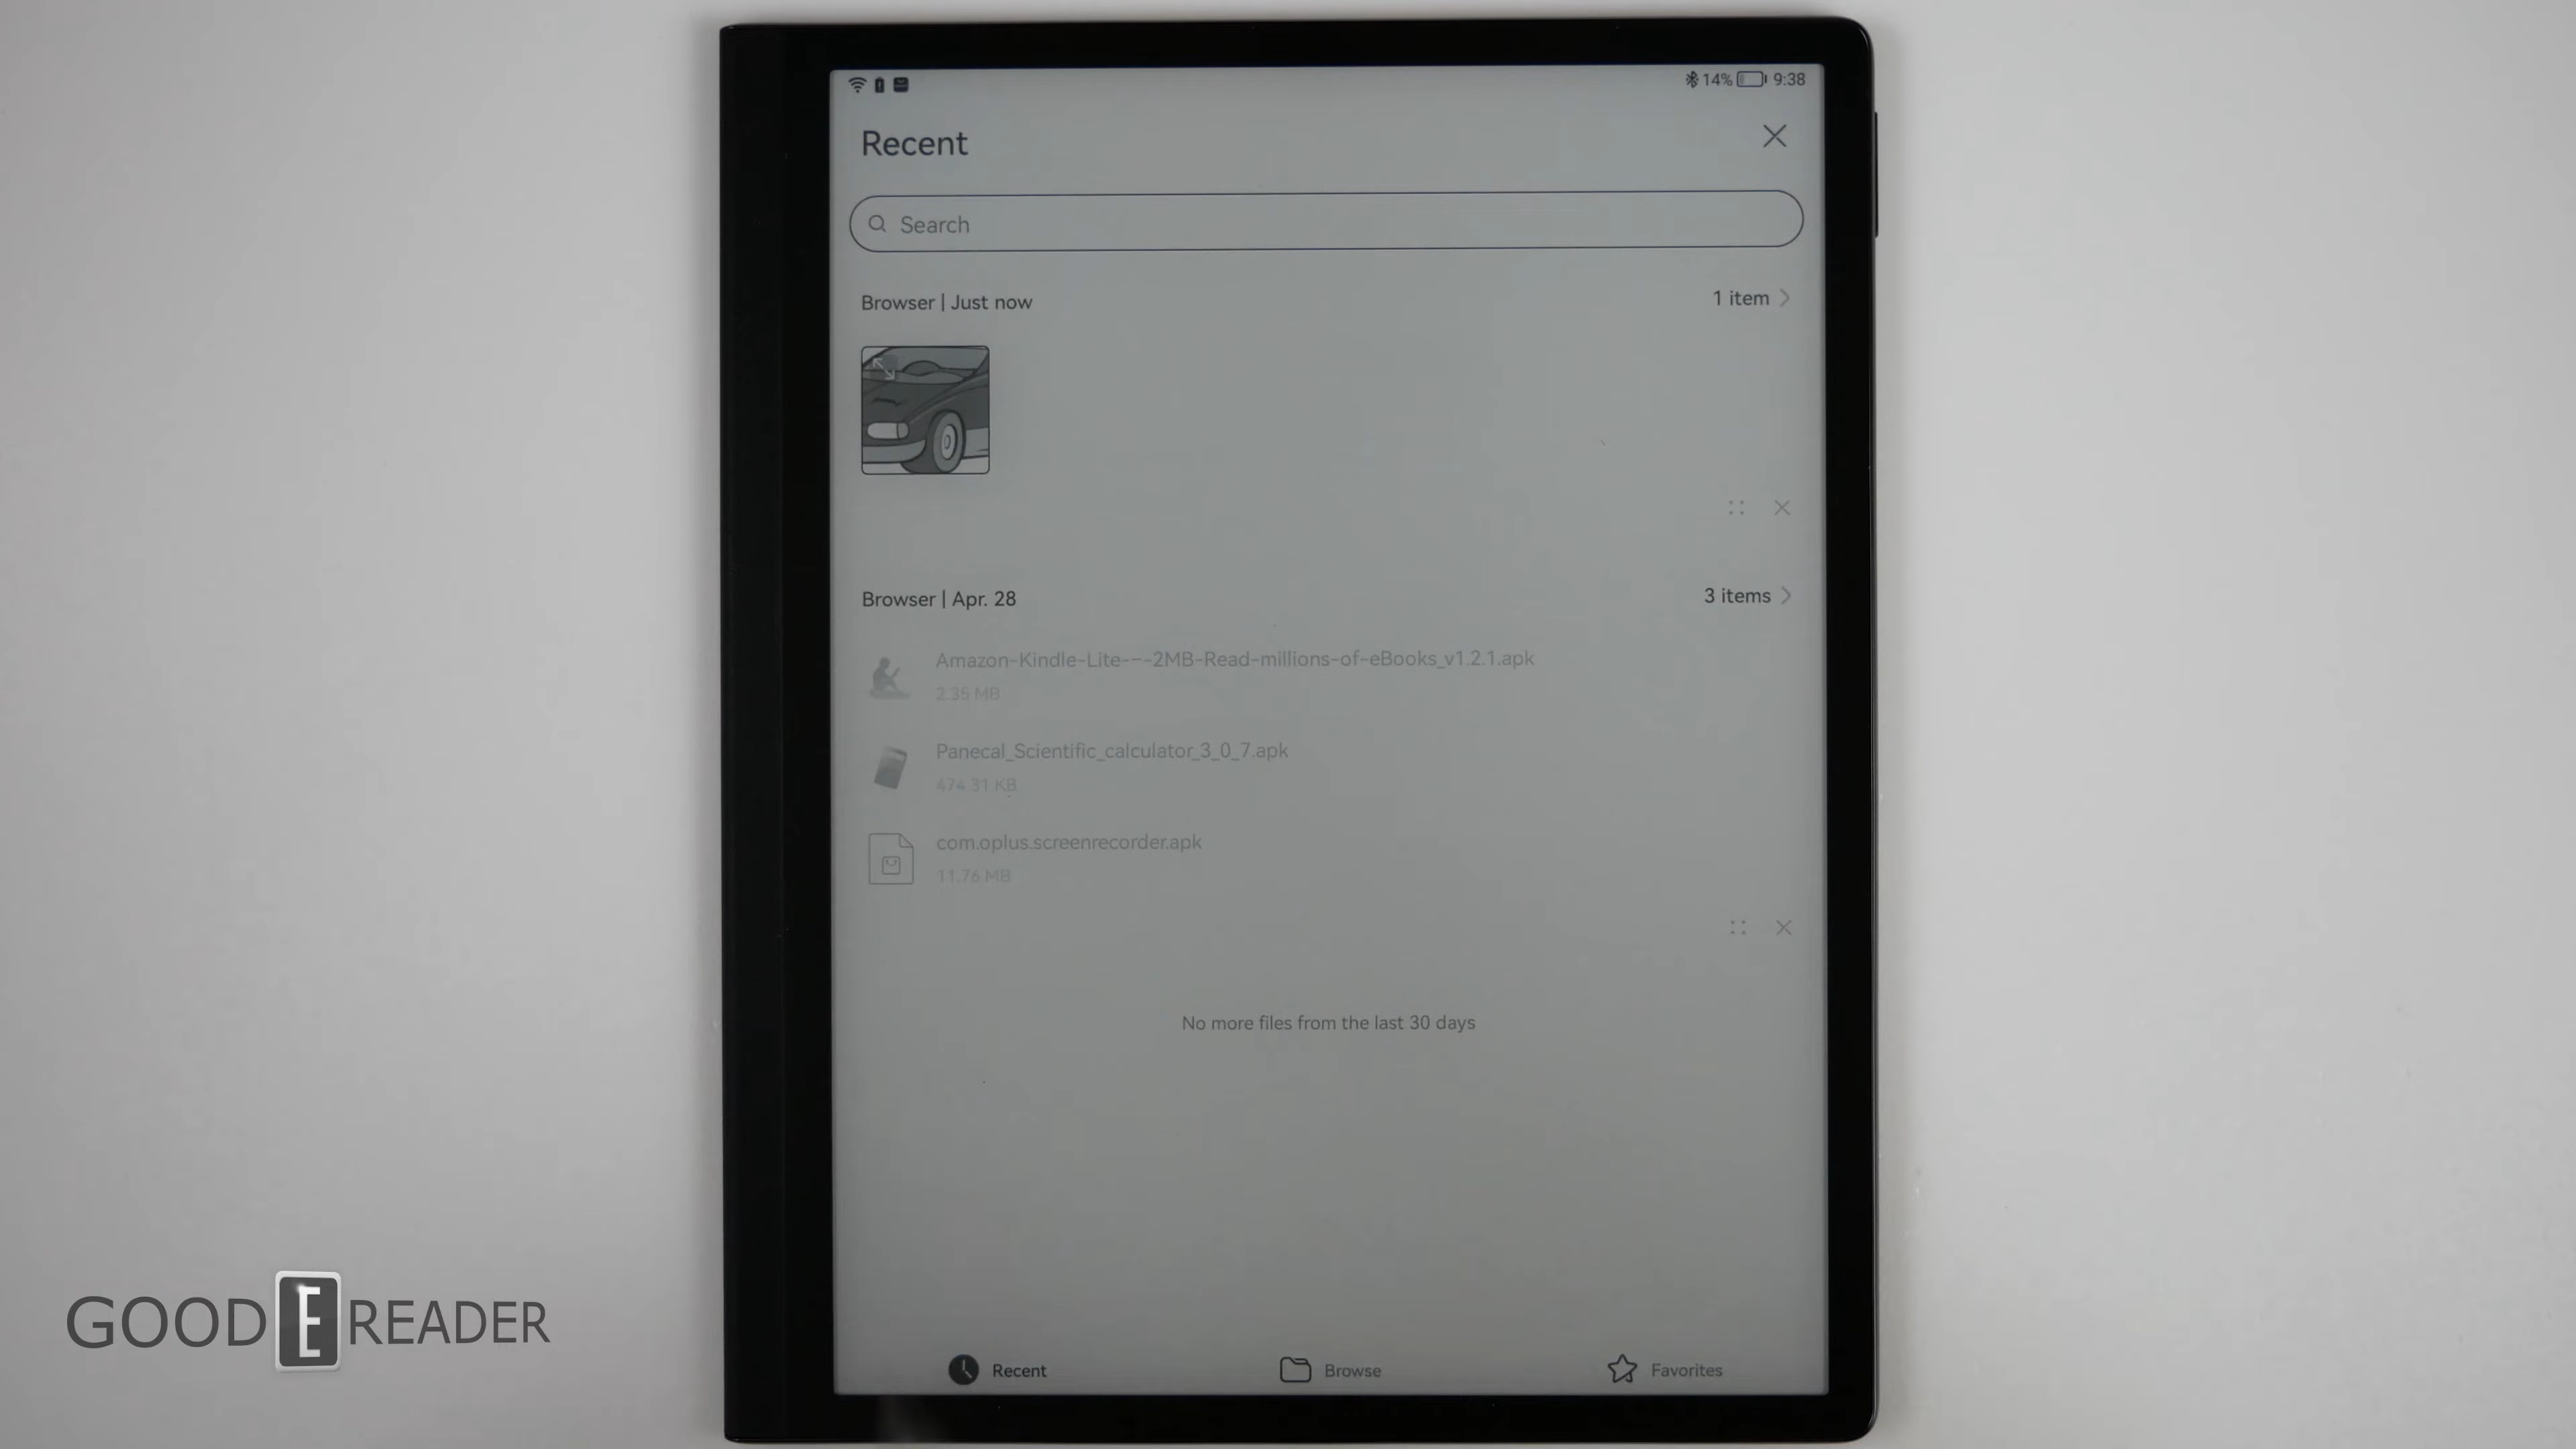 14% 9:38
Recent
Search
Browser | Just now
1 item
Browser | Apr. 28
3 items
Amazon-Kindle-Lite---2MB-Read-millions-of-eBooks_v1.2.1.apk
2.35 MB
Panecal_Scientific_calculator_3_0_7.apk
474.31 KB
com.oplus.screenrecorder.apk
11.76 MB
No more files from the last 30 days
Recent Browse Favorites
GOOD E READER